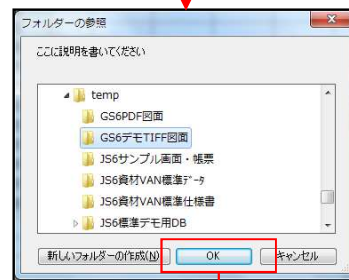 フォルダーの参照
ここに説明を書いてください
temp
GS6PDF図面
GS6デモTIFF図面
JS6サンプル画面・帳票
JS6資材VAN標準ﾃﾞｰﾀ
JS6資材VAN標準仕様書
JS6標準デモ用DB
新しいフォルダーの作成(N)
OK
キャンセル